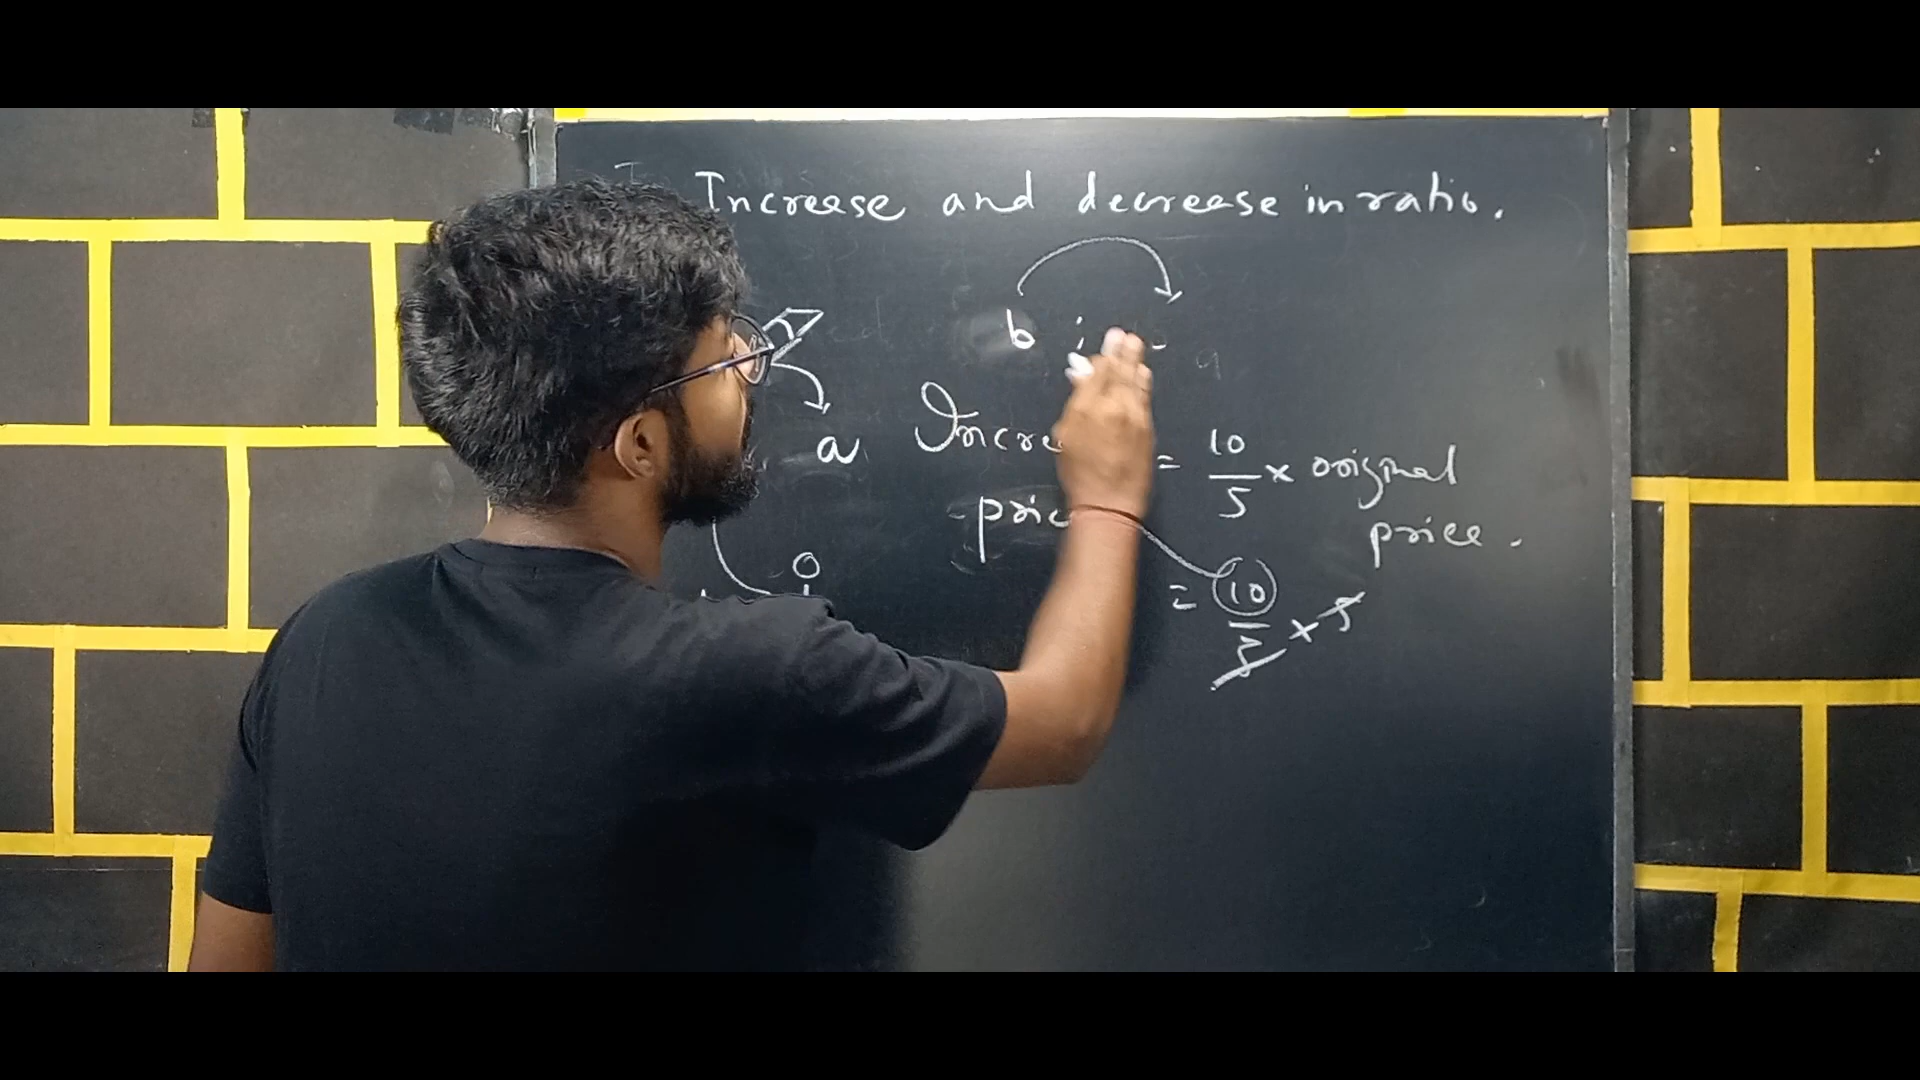 Increase and decrease in ratio.
b :
a
= 10/5 × original
price.
= 10/5 × 5